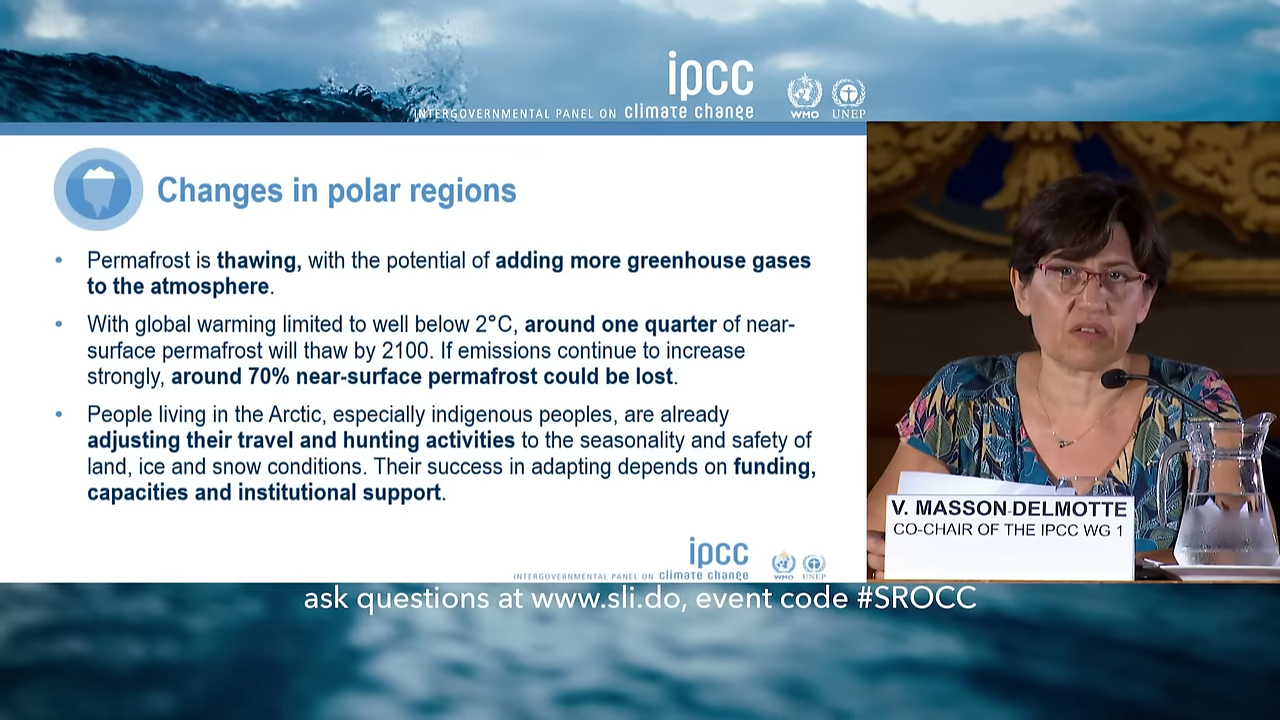 ipcc
INTERGOVERNMENTAL PANEL ON climate change
WMO UNEP
Changes in polar regions
• Permafrost is thawing, with the potential of adding more greenhouse gases
to the atmosphere.
• With global warming limited to well below 2°C, around one quarter of near-
surface permafrost will thaw by 2100. If emissions continue to increase
strongly, around 70% near-surface permafrost could be lost.
• People living in the Arctic, especially indigenous peoples, are already
adjusting their travel and hunting activities to the seasonality and safety of
land, ice and snow conditions. Their success in adapting depends on funding,
capacities and institutional support.
ipcc
INTERGOVERNMENTAL PANEL ON climate change
WMO UNEP
V. MASSON-DELMOTTE
CO-CHAIR OF THE IPCC WG 1
ask questions at www.sli.do, event code #SROCC